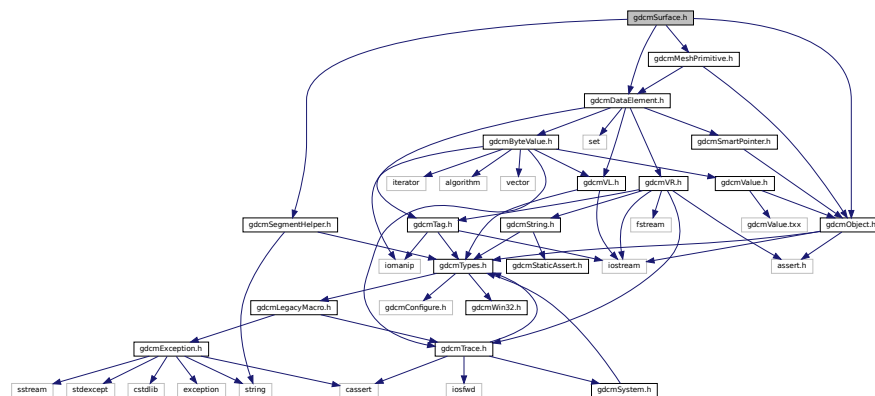 gdcmSurface.h
gdcmMeshPrimitive.h
gdcmDataElement.h
gdcmByteValue.h
set
gdcmSmartPointer.h
iterator
algorithm
vector
gdcmVL.h
gdcmVR.h
gdcmValue.h
gdcmSegmentHelper.h
gdcmTag.h
gdcmString.h
fstream
gdcmValue.txx
gdcmObject.h
iomanip
gdcmTypes.h
gdcmStaticAssert.h
iostream
assert.h
gdcmLegacyMacro.h
gdcmConfigure.h
gdcmWin32.h
gdcmException.h
gdcmTrace.h
sstream
stdexcept
cstdlib
exception
string
cassert
iosfwd
gdcmSystem.h